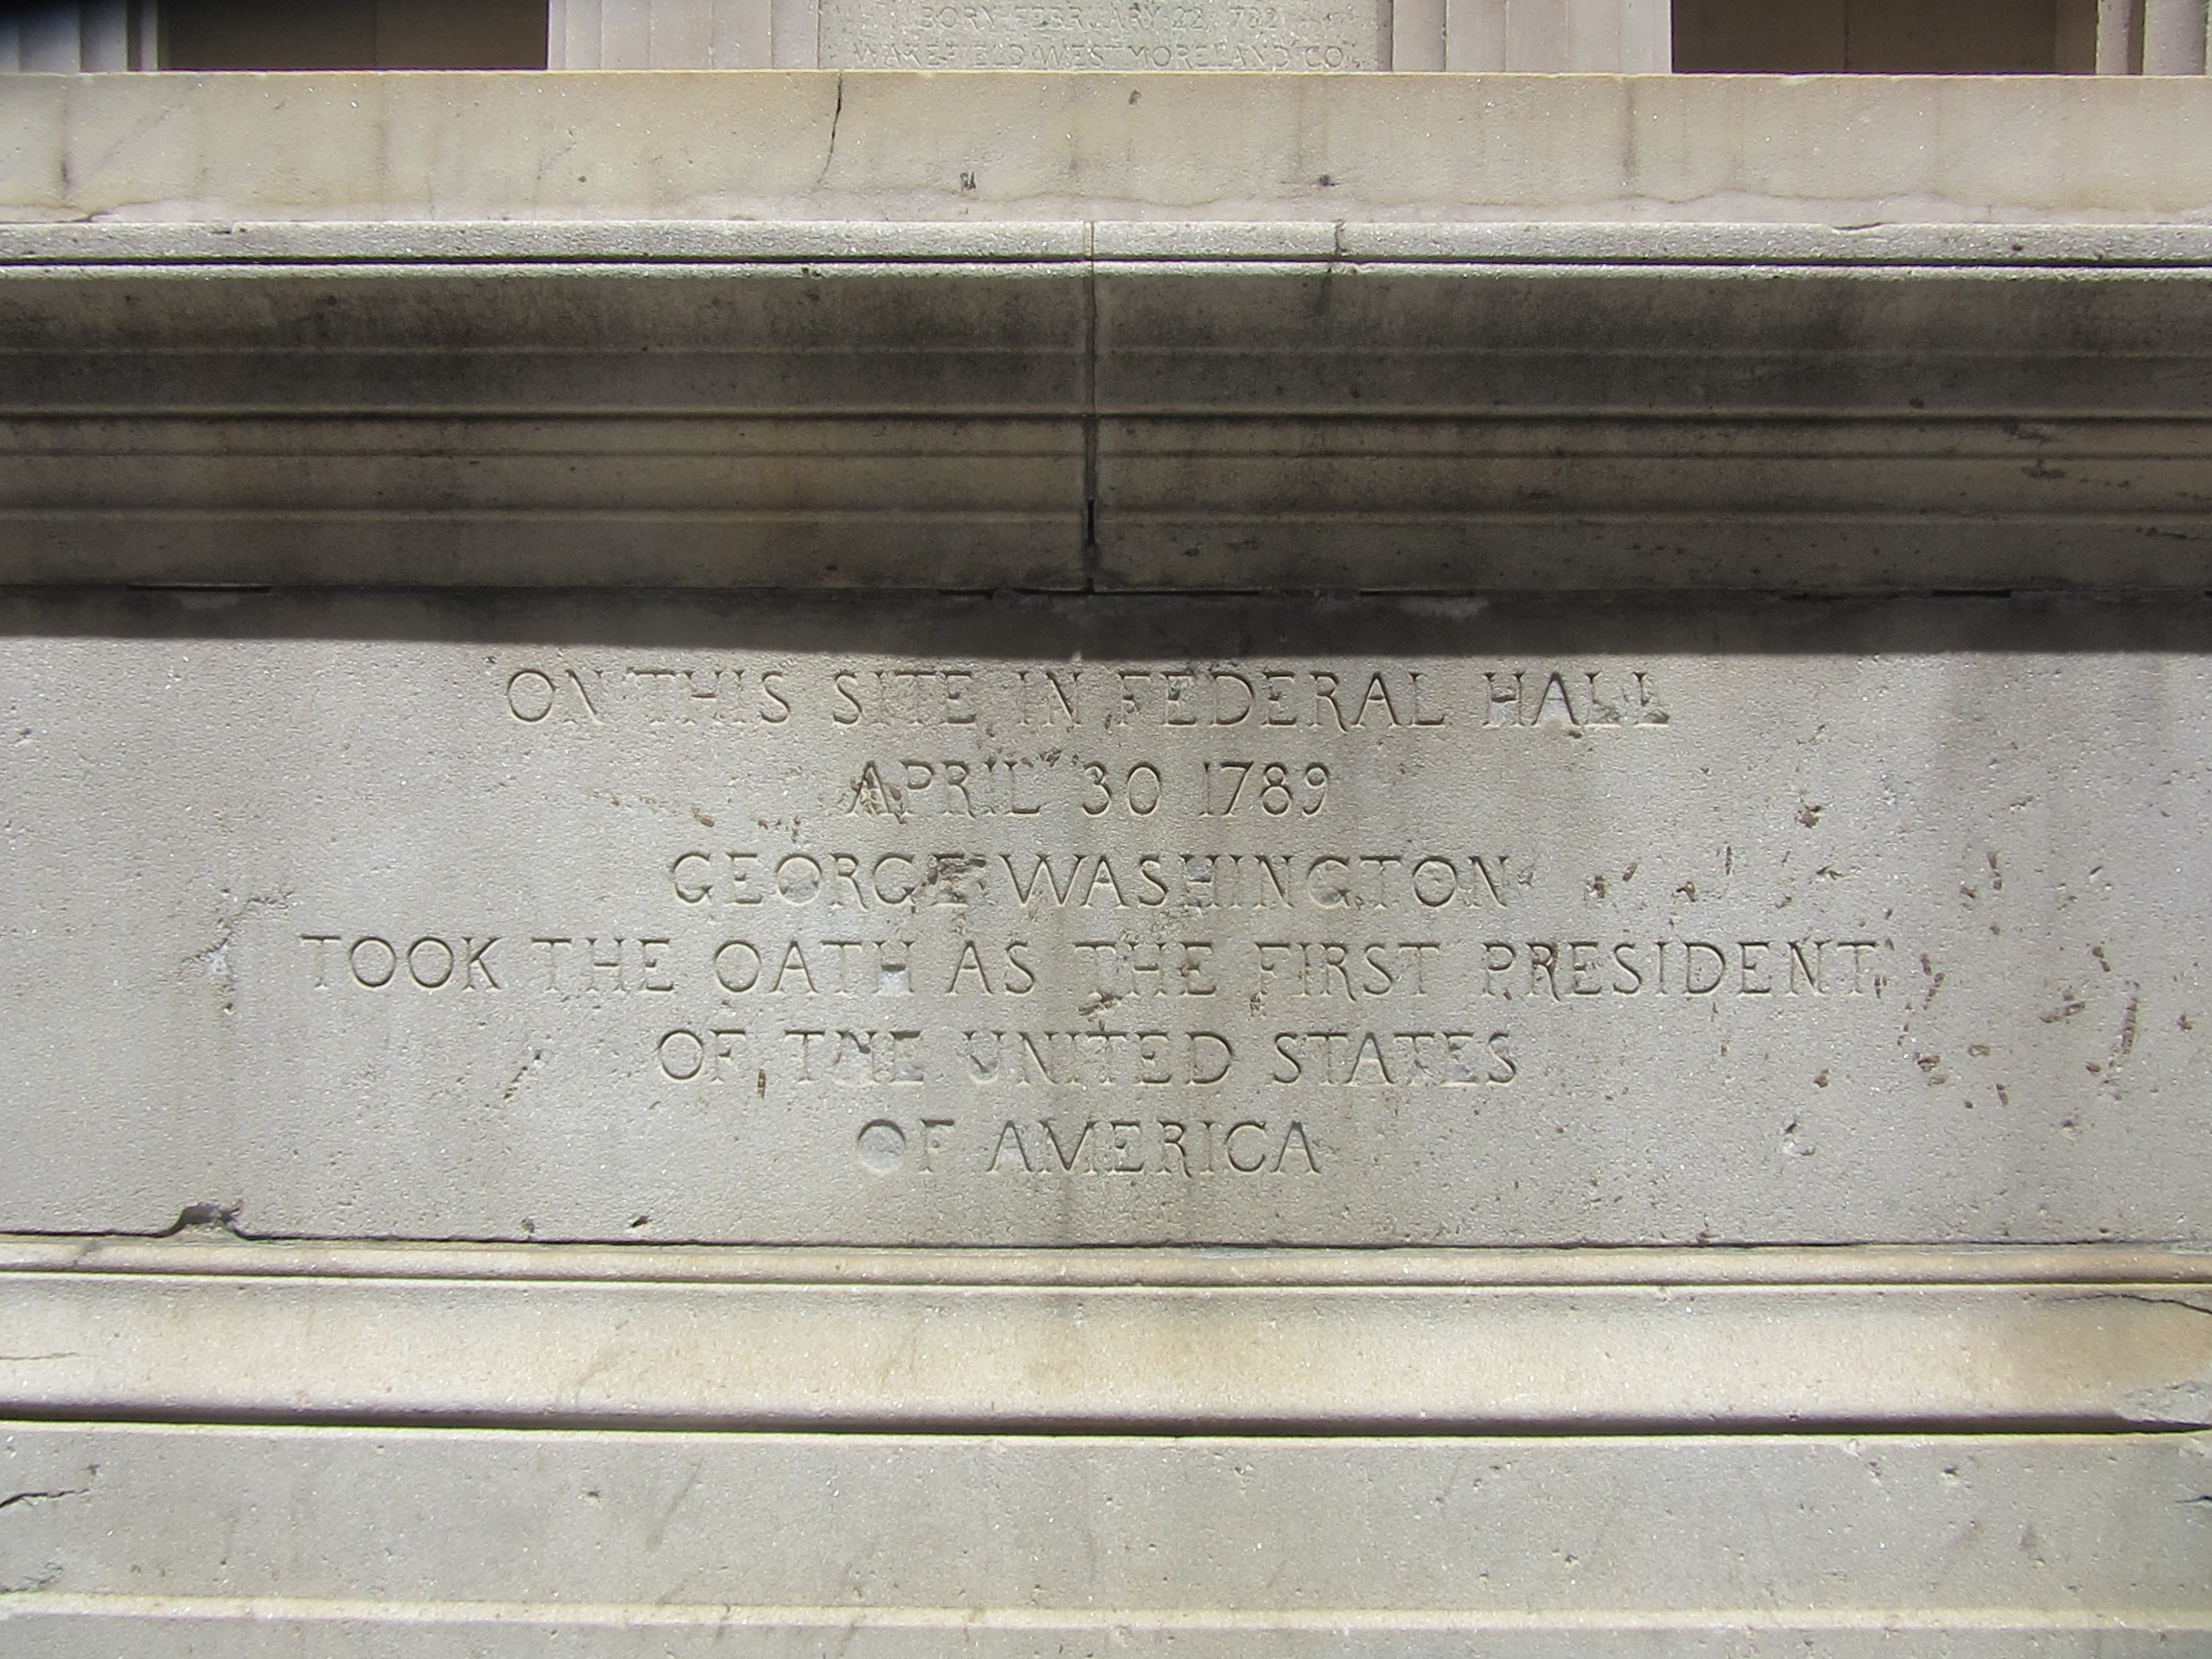 BORN FEBRUARY 22, 1732
WAKEFIELD WESTMORELAND CO.
ON THIS SITE IN FEDERAL HALL
APRIL 30 1789
GEORGE WASHINGTON
TOOK THE OATH AS THE FIRST PRESIDENT
OF THE UNITED STATES
OF AMERICA